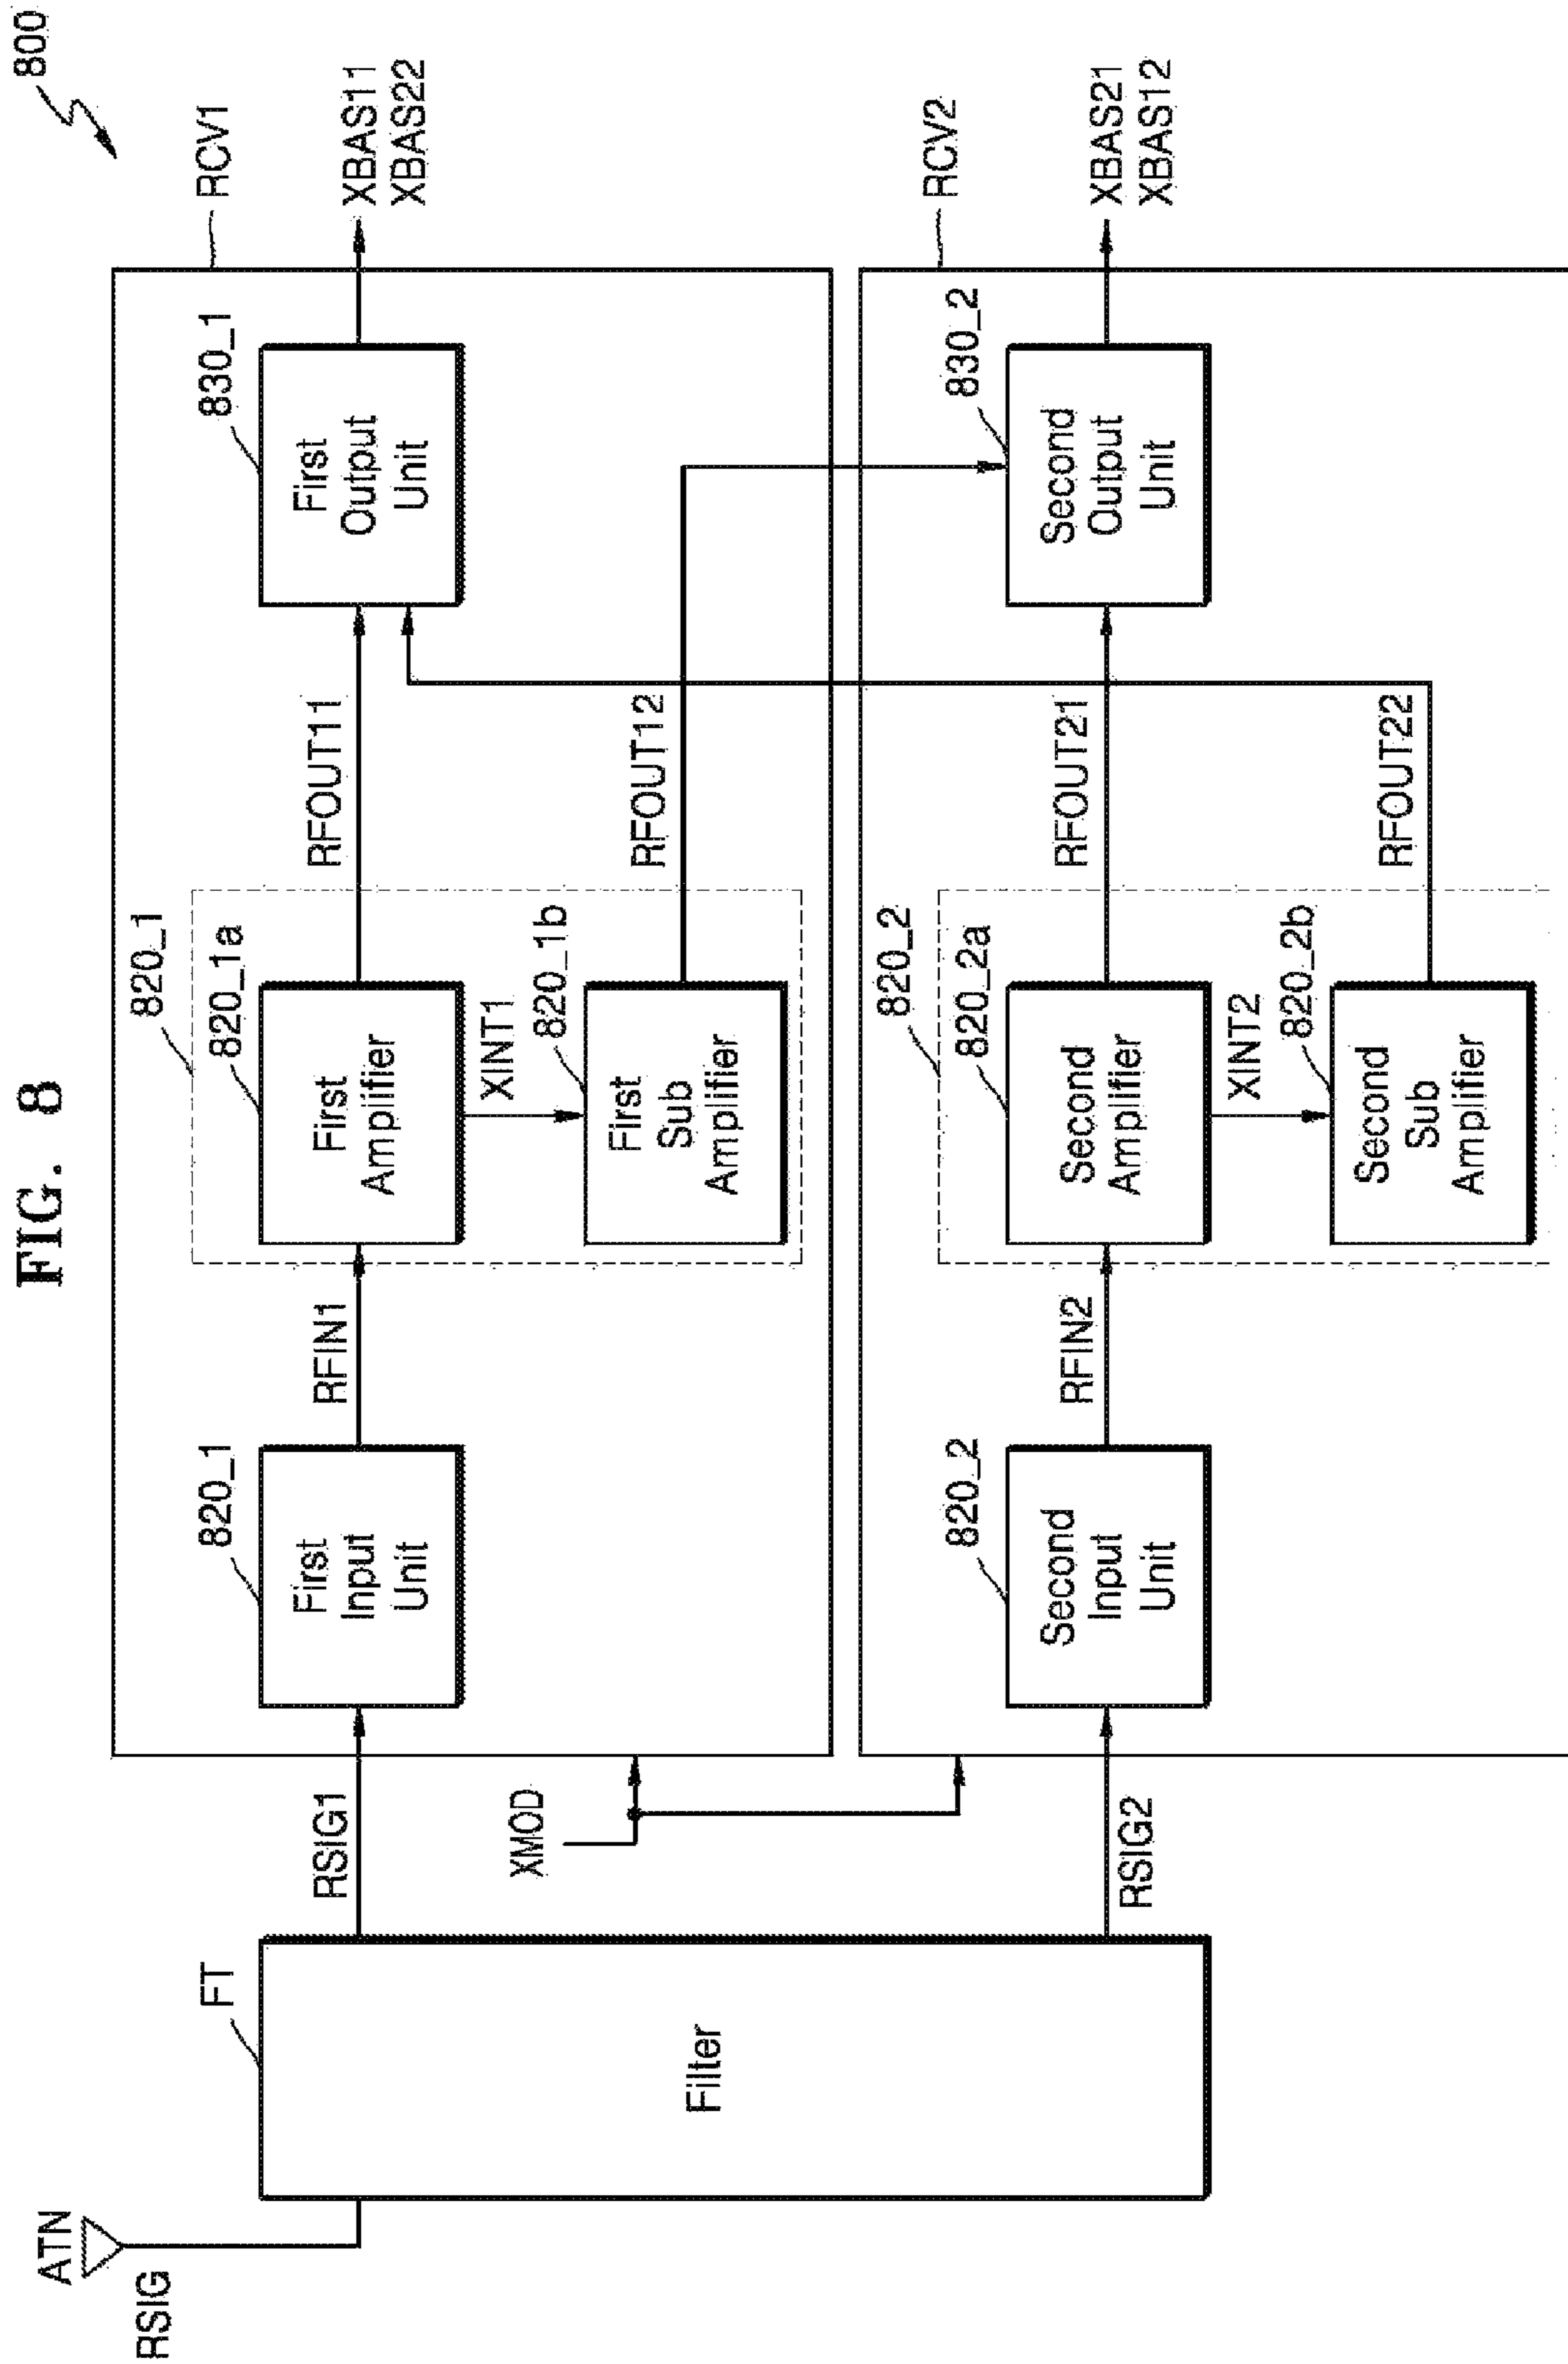 FIG. 8
800
ATN
RSIG
FT
Filter
RSIG1
XMOD
RSIG2
RCV1
820_1
First
Input
Unit
RFIN1
820_1
820_1a
First
Amplifier
XINT1
820_1b
First
Sub
Amplifier
RFOUT11
RFOUT12
830_1
First
Output
Unit
XBAS11
XBAS22
RCV2
820_2
Second
Input
Unit
RFIN2
820_2
820_2a
Second
Amplifier
XINT2
820_2b
Second
Sub
Amplifier
RFOUT21
RFOUT22
830_2
Second
Output
Unit
XBAS21
XBAS12